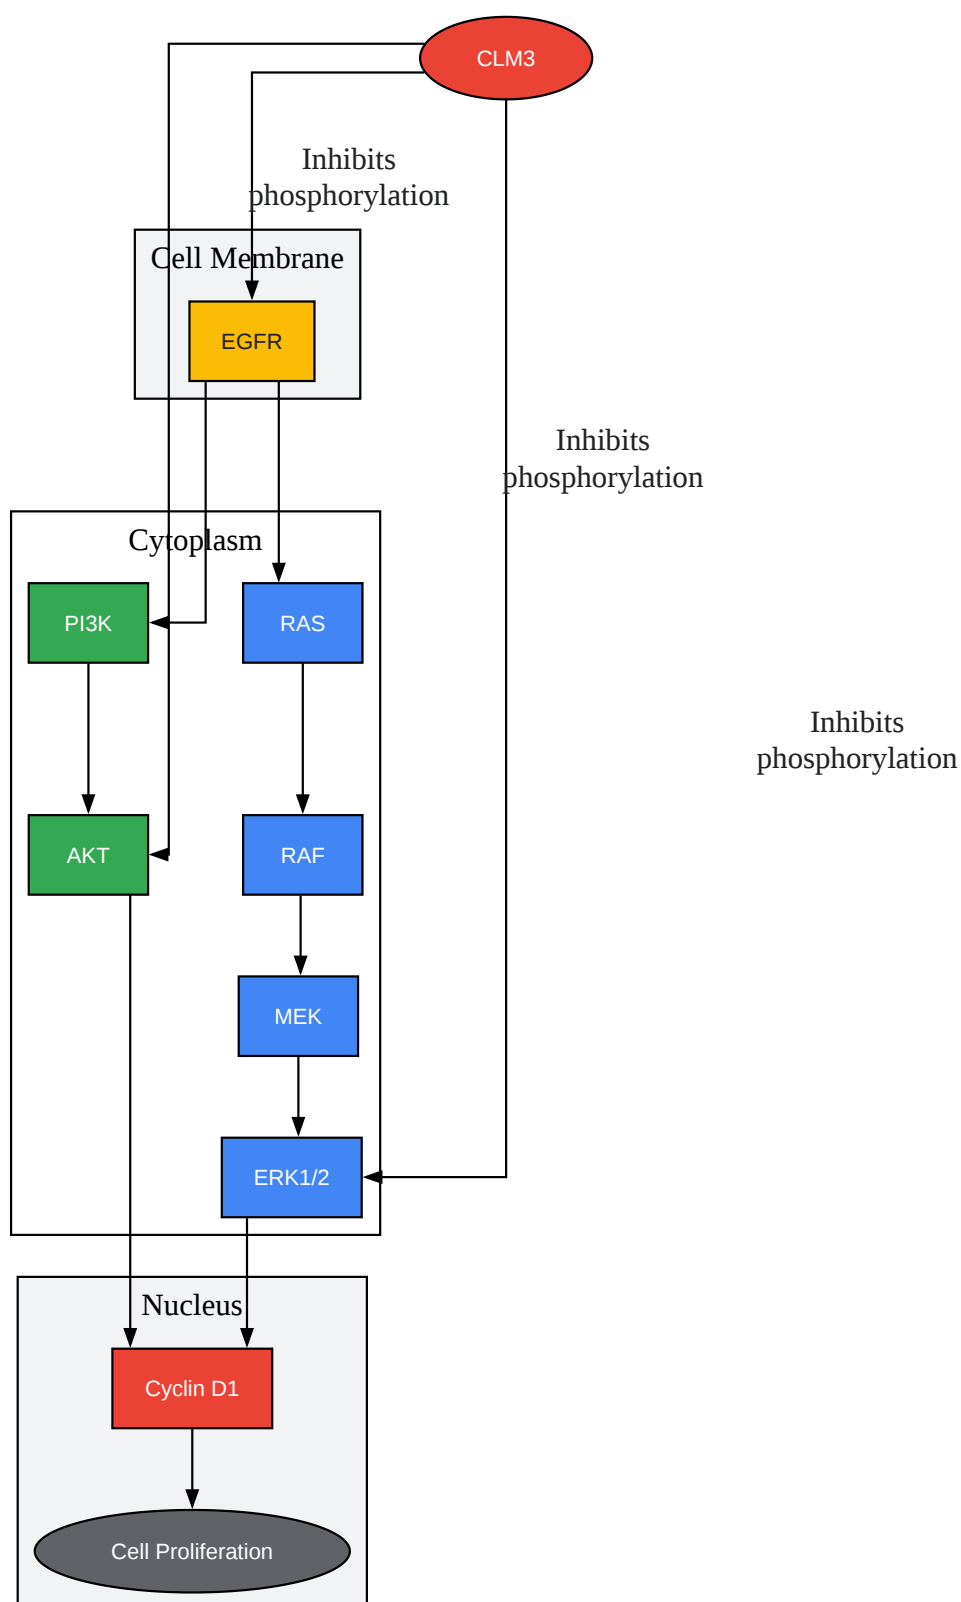 CLM3
Inhibits
phosphorylation
Cell Membrane
EGFR
Inhibits
phosphorylation
Cytoplasm
PI3K
RAS
Inhibits
phosphorylation
AKT
RAF
MEK
ERK1/2
Nucleus
Cyclin D1
Cell Proliferation